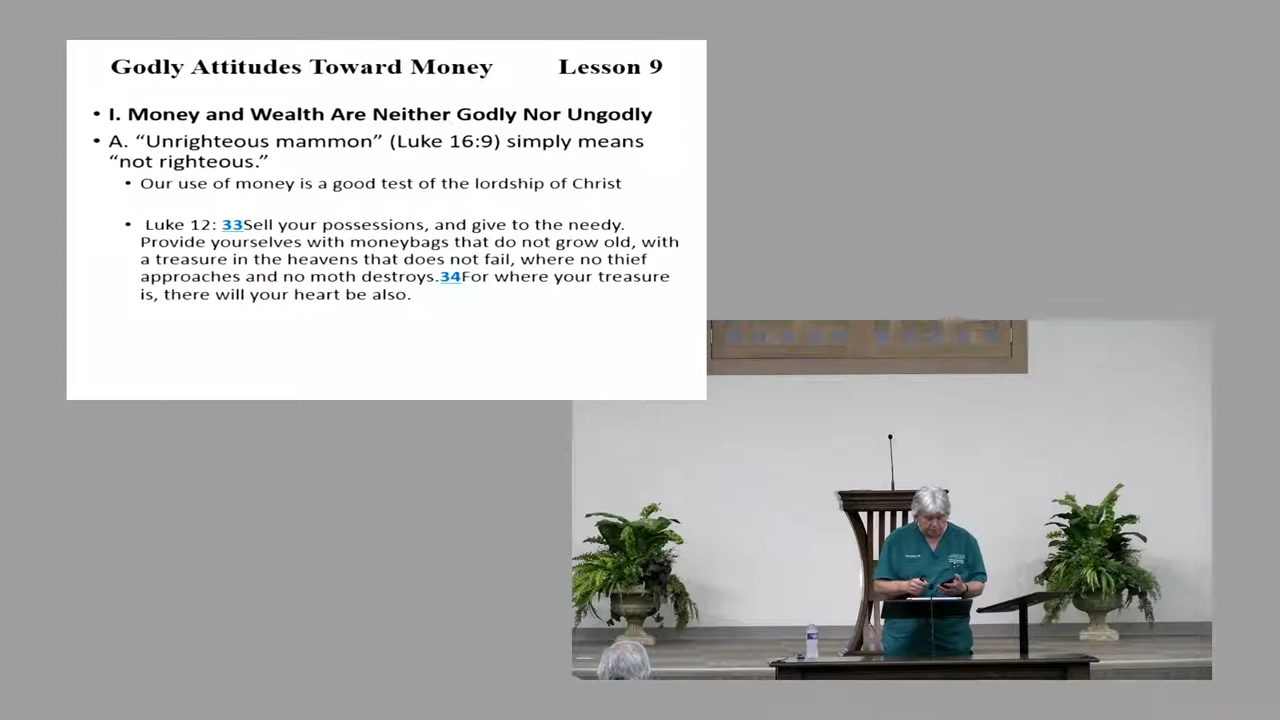 Godly Attitudes Toward Money Lesson 9
• I. Money and Wealth Are Neither Godly Nor Ungodly
• A. “Unrighteous mammon” (Luke 16:9) simply means
“not righteous.”
• Our use of money is a good test of the lordship of Christ
• Luke 12: 33Sell your possessions, and give to the needy.
Provide yourselves with moneybags that do not grow old, with
a treasure in the heavens that does not fail, where no thief
approaches and no moth destroys.34For where your treasure
is, there will your heart be also.